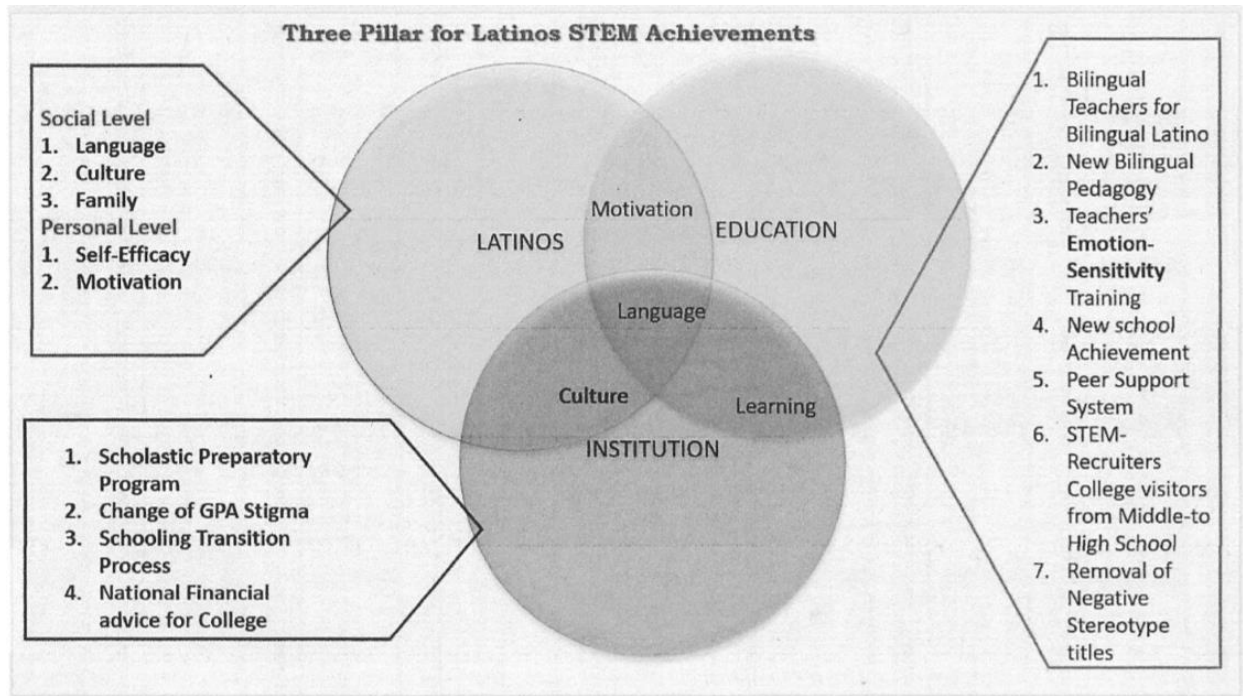 Three Pillar for Latinos STEM Achievements
Social Level
1. Language
2. Culture
3. Family
Personal Level
1. Self-Efficacy
2. Motivation
1. Scholastic Preparatory
Program
2. Change of GPA Stigma
3. Schooling Transition
Process
4. National Financial
advice for College
Motivation
LATINOS
EDUCATION
Language
Culture
Learning
INSTITUTION
1. Bilingual
Teachers for
Bilingual Latino
2. New Bilingual
Pedagogy
3. Teachers’
Emotion-
Sensitivity
Training
4. New school
Achievement
5. Peer Support
System
6. STEM-
Recruiters
College visitors
from Middle-to
High School
7. Removal of
Negative
Stereotype
titles